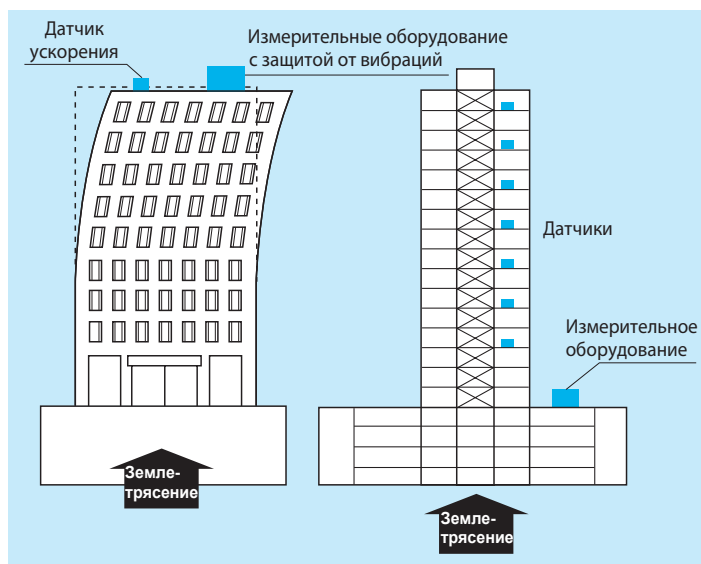 Датчик
ускорения
Измерительные оборудование
с защитой от вибраций
Датчики
Измерительное
оборудование
Земле-
трясение
Земле-
трясение